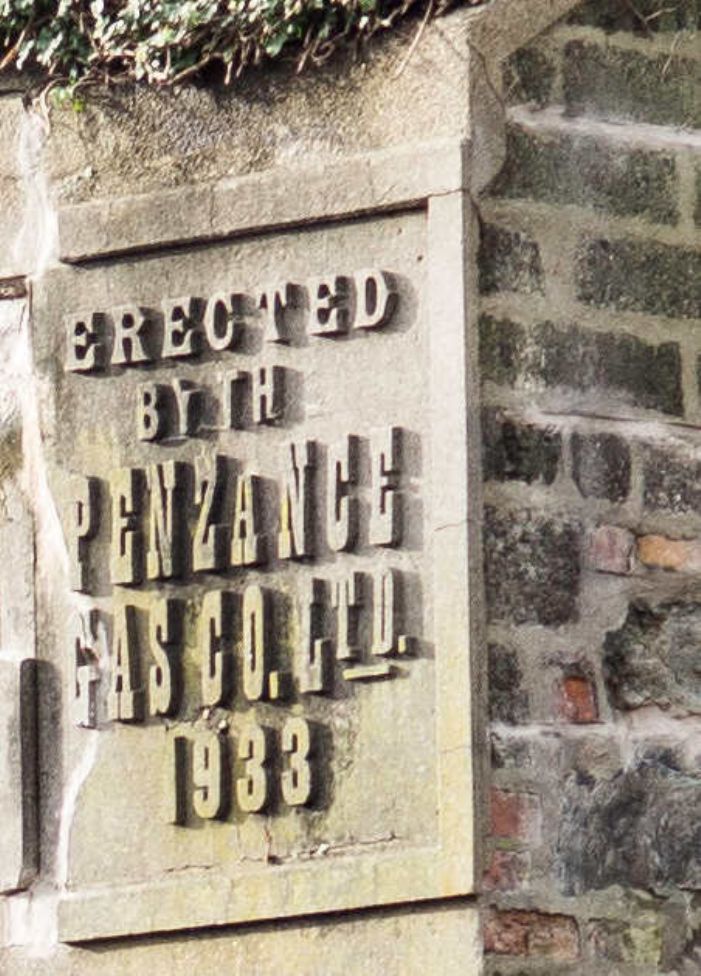 ERECTED
BY TH
PENZANCE
GAS CO. LTD.
1933